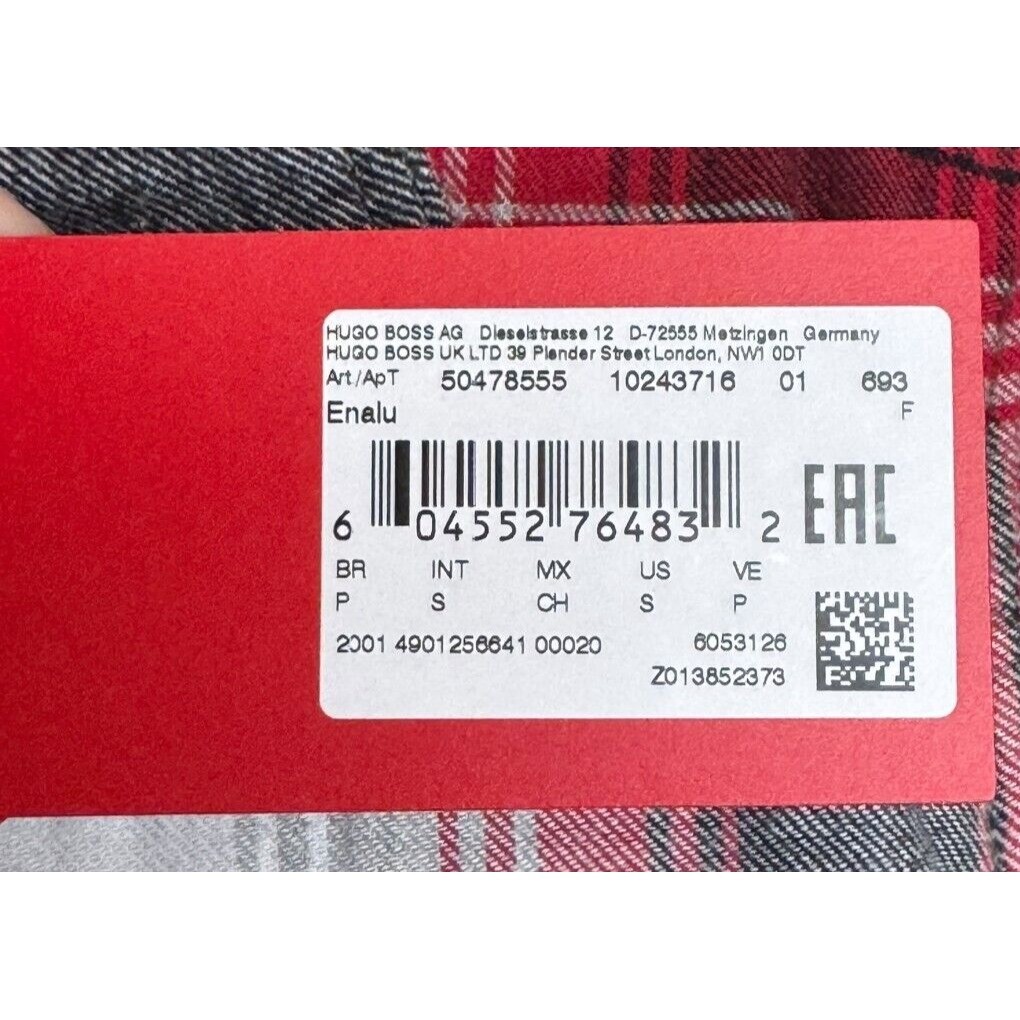 HUGO BOSS AG Dieselstrasse 12 D-72555 Metzingen Germany
HUGO BOSS UK LTD 39 Plender Street London, NW1 0DT
Art/ApT 50478555 10243716 01 693
Enalu F
6 04552 76483 2 EAC
BR INT MX US VE
P S CH S P
2001 4901256641 00020 6053126
Z013852373